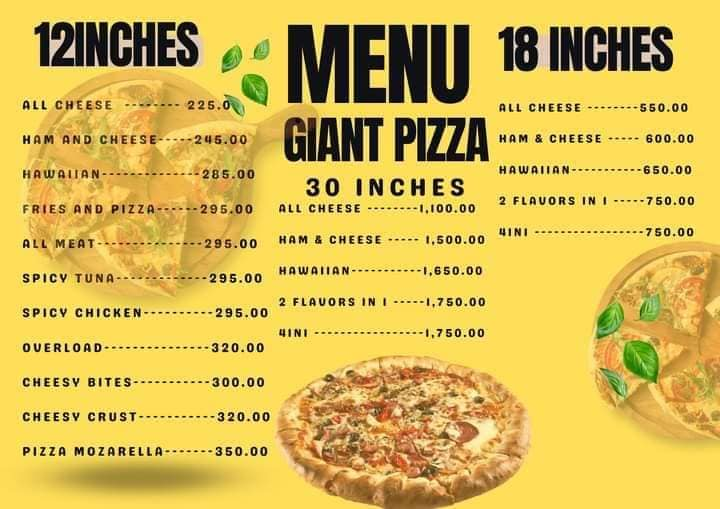 12INCHES
ALL CHEESE -------- 225.0
HAM AND CHEESE-----245.00
HAWAIIAN------------285.00
FRIES AND PIZZA------295.00
ALL MEAT-------------295.00
SPICY TUNA-----------295.00
SPICY CHICKEN---------295.00
OVERLOAD-------------320.00
CHEESY BITES---------300.00
CHEESY CRUST----------320.00
PIZZA MOZARELLA------350.00
MENU
GIANT PIZZA
30 INCHES
ALL CHEESE --------1,100.00
HAM & CHEESE ----- 1,500.00
HAWAIIAN-----------1,650.00
2 FLAVORS IN 1 -----1,750.00
4IN1 -----------------1,750.00
18 INCHES
ALL CHEESE --------550.00
HAM & CHEESE ----- 600.00
HAWAIIAN-----------650.00
2 FLAVORS IN 1 -----750.00
4IN1 -----------------750.00